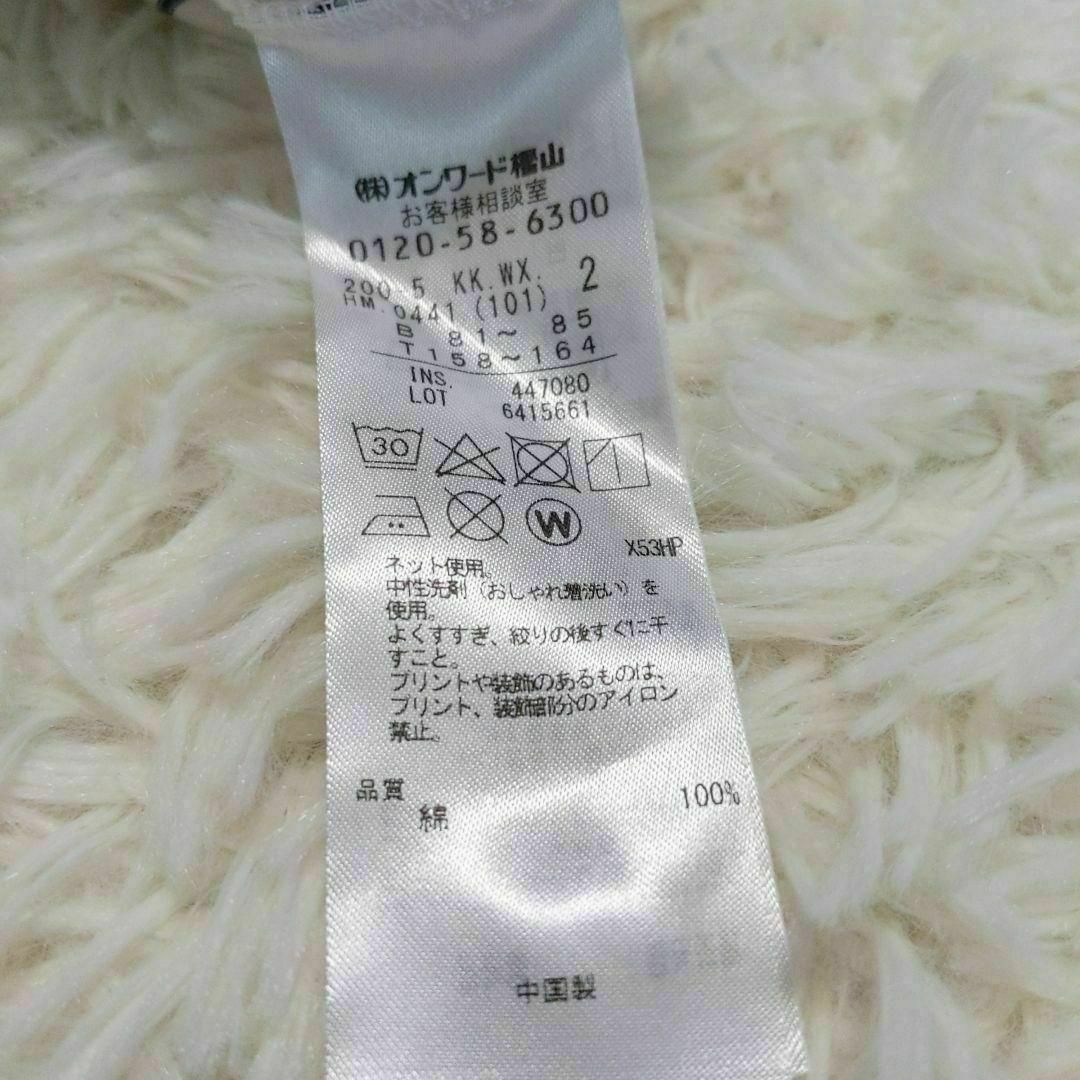 (株)オンワード樫山
お客様相談室
0120-58-6300
200-5 KK.WX. 2
HM.0441(101)
B 81〜 85
T 158〜164
INS. 447080
LOT 6415661
30
W
X53HP
ネット使用。
中性洗剤(おしゃれ着洗い)を
使用。
よくすすぎ、絞りの後すぐに干
すこと。
プリントや装飾のあるものは、
プリント、装飾部分のアイロン
禁止。
品質
綿 100%
中国製